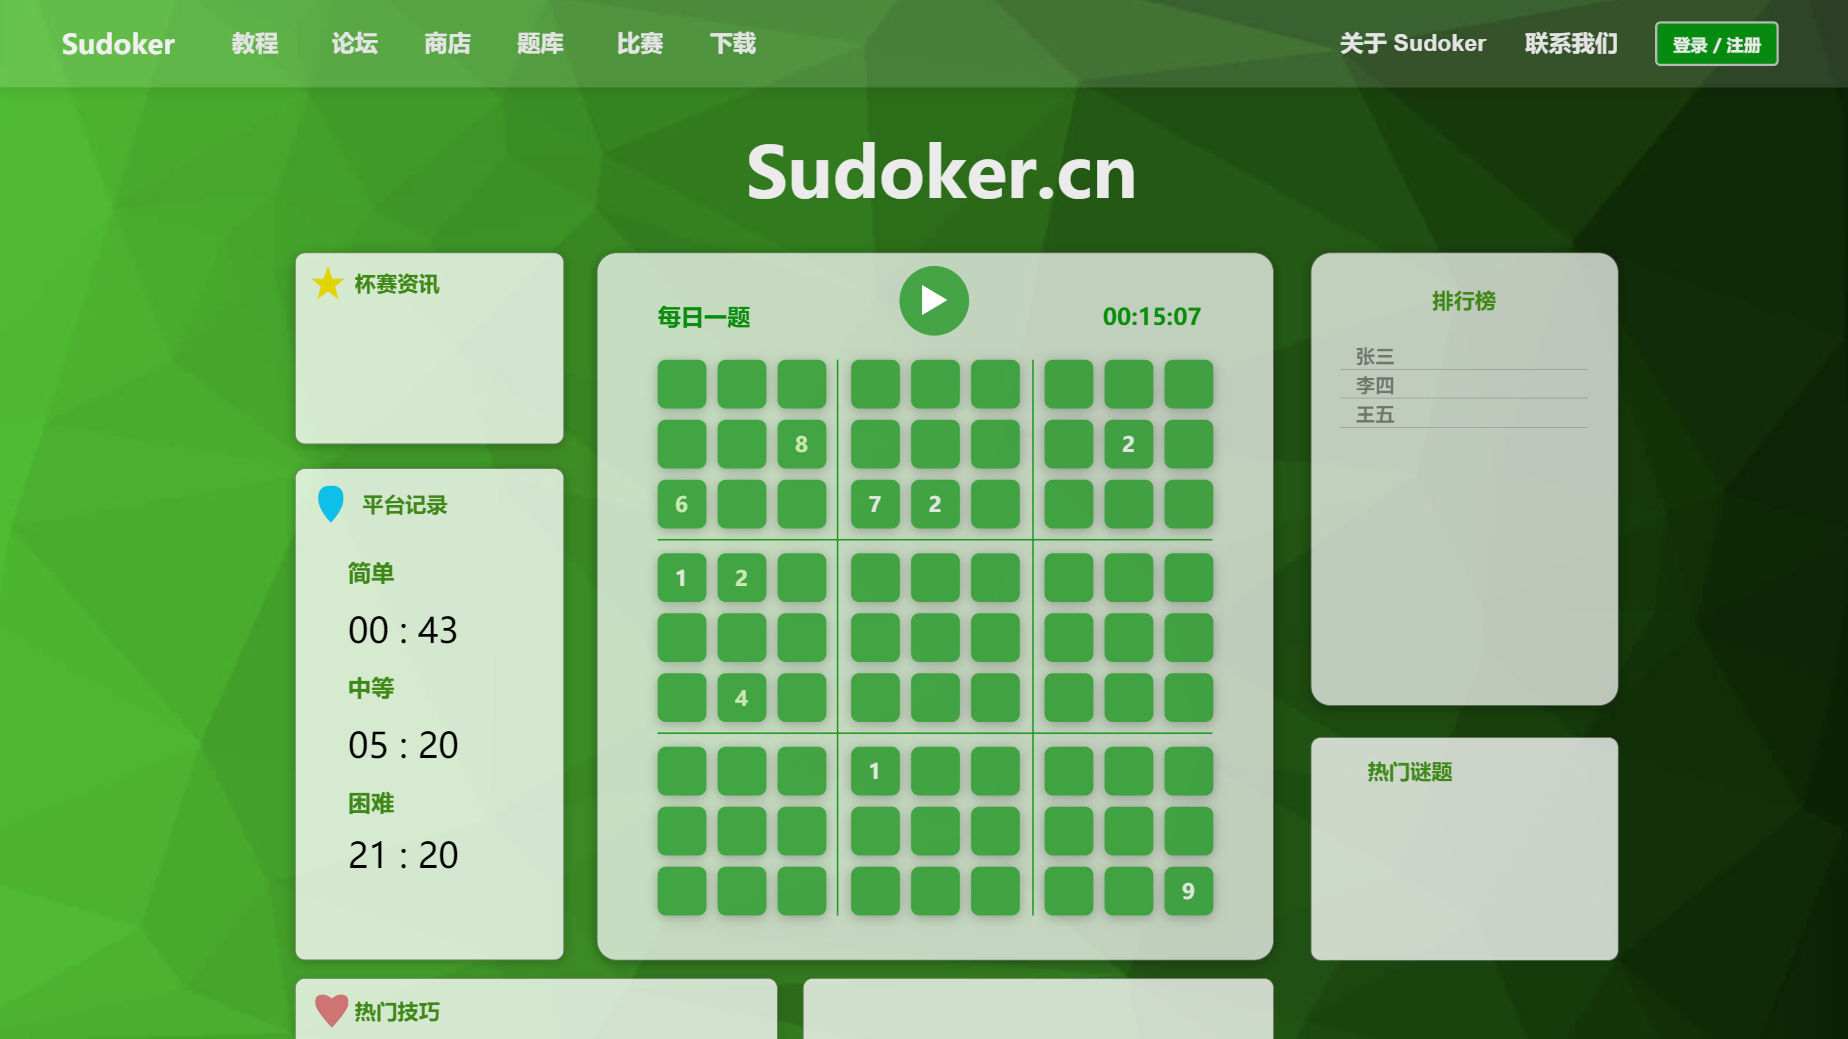 Sudoker 教程 论坛 商店 题库 比赛 下载 关于 Sudoker 联系我们 登录 / 注册
Sudoker.cn
杯赛资讯
平台记录
简单
00 : 43
中等
05 : 20
困难
21 : 20
每日一题 00:15:07
8 2
6 7 2
1 2
4
1
9
排行榜
张三
李四
王五
热门谜题
热门技巧